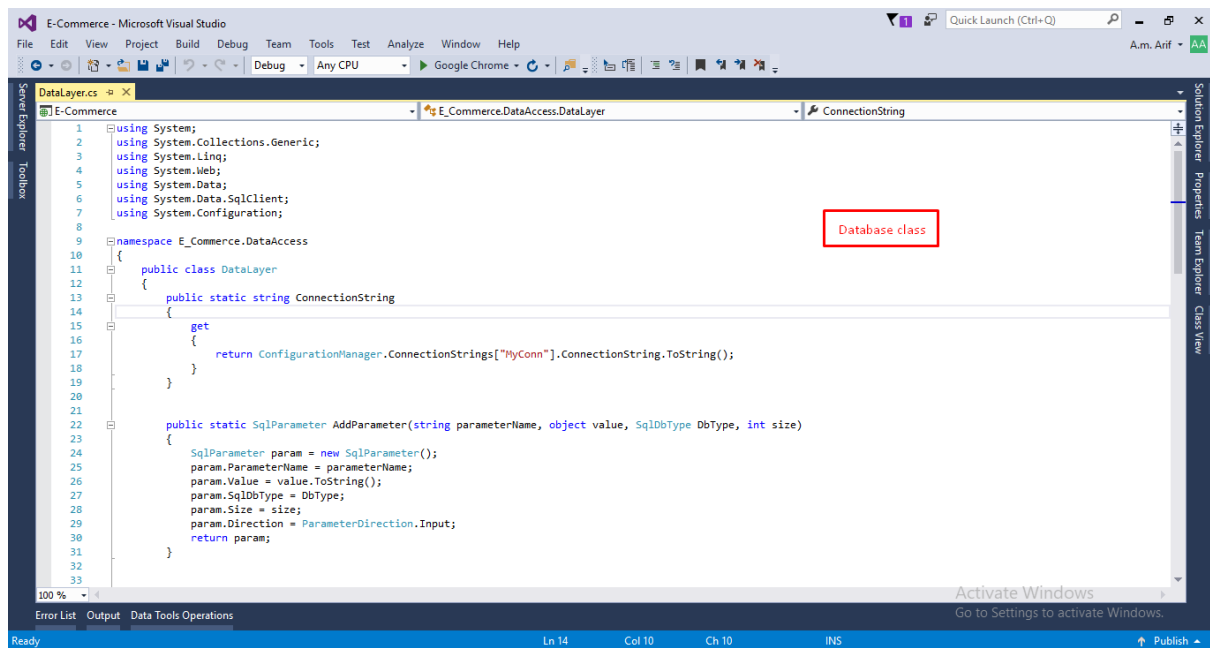 E-Commerce - Microsoft Visual Studio
1
Quick Launch (Ctrl+Q)
File Edit View Project Build Debug Team Tools Test Analyze Window Help
A.m. Arif AA
Debug Any CPU Google Chrome
Server Explorer
Toolbox
DataLayer.cs
E-Commerce E_Commerce.DataAccess.DataLayer ConnectionString
1 using System;
2 using System.Collections.Generic;
3 using System.Linq;
4 using System.Web;
5 using System.Data;
6 using System.Data.SqlClient;
7 using System.Configuration;
8
Database class
9 namespace E_Commerce.DataAccess
10 {
11 public class DataLayer
12 {
13 public static string ConnectionString
14 {
15 get
16 {
17 return ConfigurationManager.ConnectionStrings["MyConn"].ConnectionString.ToString();
18 }
19 }
20
21
22 public static SqlParameter AddParameter(string parameterName, object value, SqlDbType DbType, int size)
23 {
24 SqlParameter param = new SqlParameter();
25 param.ParameterName = parameterName;
26 param.Value = value.ToString();
27 param.SqlDbType = DbType;
28 param.Size = size;
29 param.Direction = ParameterDirection.Input;
30 return param;
31 }
32
33
Solution Explorer
Properties
Team Explorer
Class View
100 %
Activate Windows
Go to Settings to activate Windows.
Error List Output Data Tools Operations
Ready Ln 14 Col 10 Ch 10 INS Publish